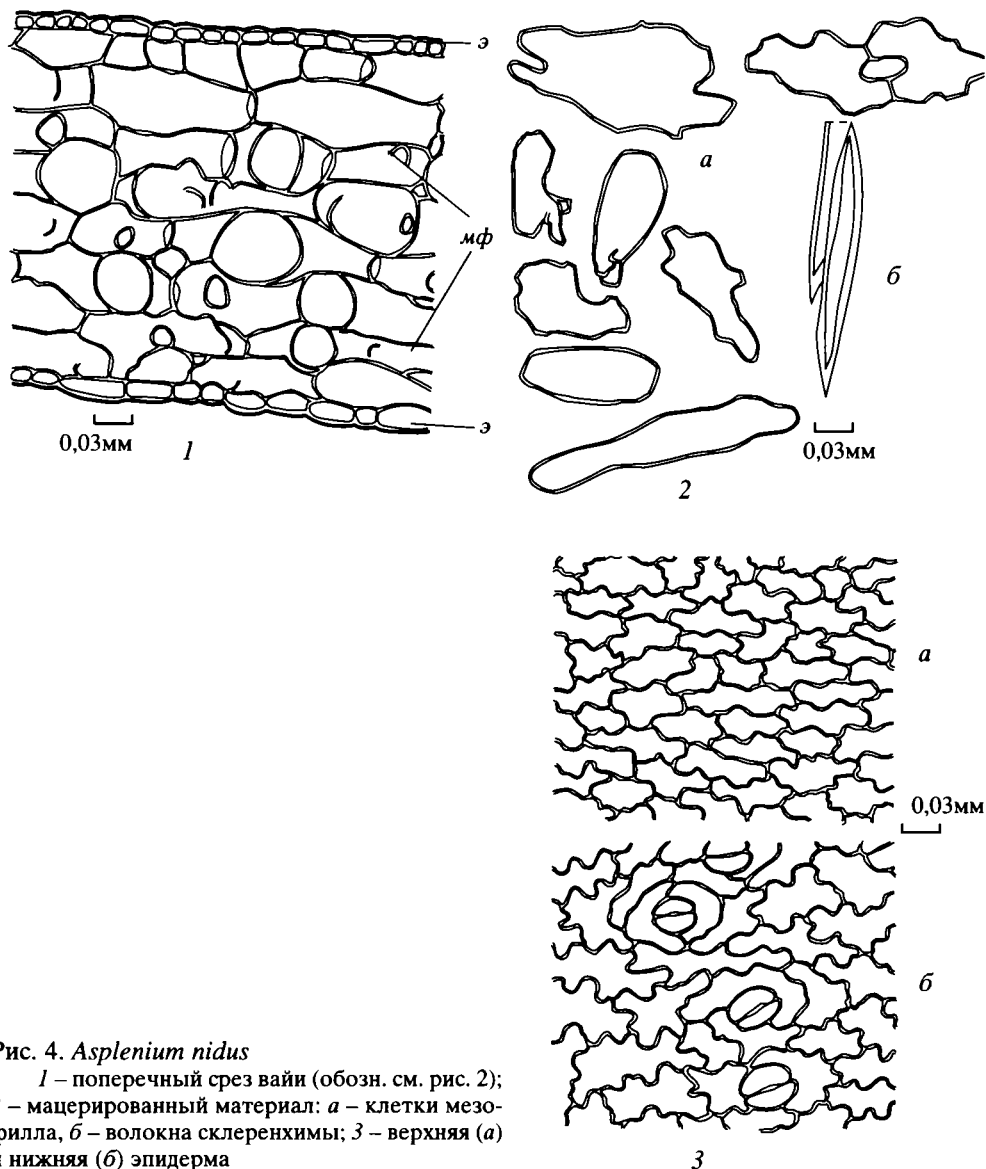 э
мф
э
0,03мм
1
а
б
0,03мм
2
а
0,03мм
б
3
Рис. 4. Asplenium nidus
1 – поперечный срез вайи (обозн. см. рис. 2);
– мацерированный материал: а – клетки мезо-
филла, б – волокна склеренхимы; 3 – верхняя (а)
и нижняя (б) эпидерма